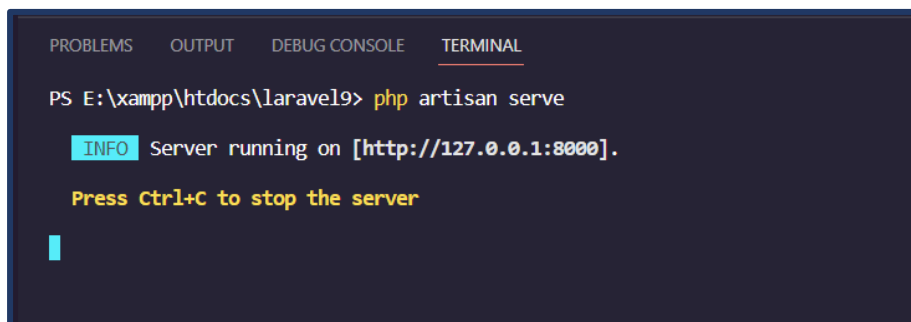 PROBLEMS OUTPUT DEBUG CONSOLE TERMINAL
PS E:\xampp\htdocs\laravel9> php artisan serve
INFO Server running on [http://127.0.0.1:8000].
Press Ctrl+C to stop the server